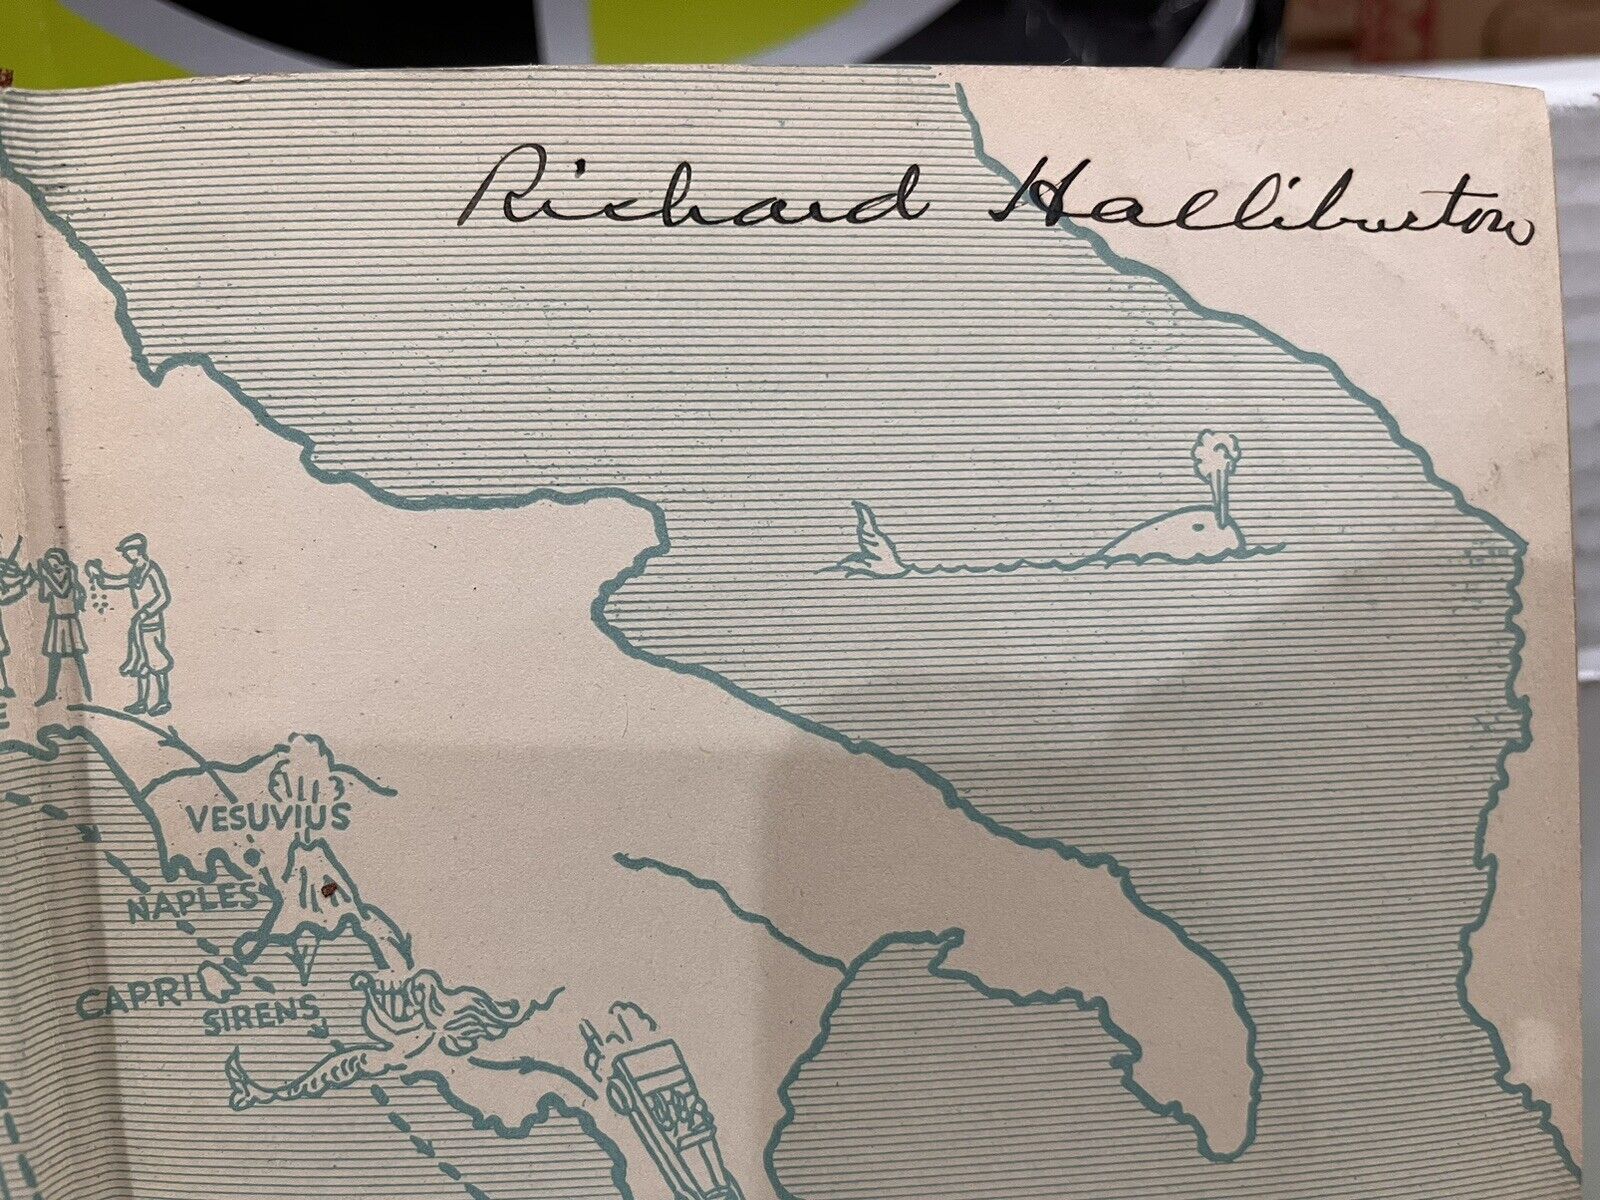 Richard Halliburton
VESUVIUS
NAPLES
CAPRI
SIRENS